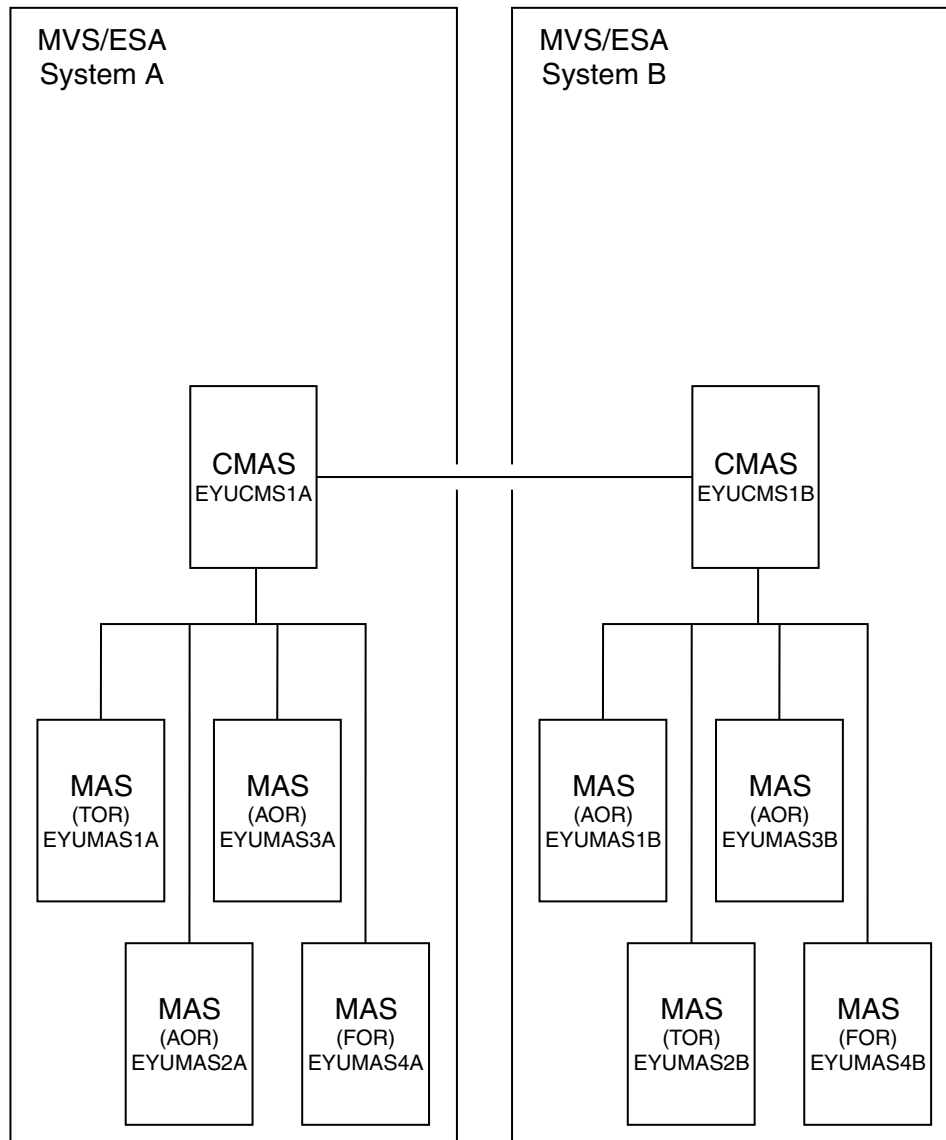 MVS/ESA
System A
MVS/ESA
System B
CMAS
EYUCMS1A
CMAS
EYUCMS1B
MAS
(TOR)
EYUMAS1A
MAS
(AOR)
EYUMAS3A
MAS
(AOR)
EYUMAS1B
MAS
(AOR)
EYUMAS3B
MAS
(AOR)
EYUMAS2A
MAS
(FOR)
EYUMAS4A
MAS
(TOR)
EYUMAS2B
MAS
(FOR)
EYUMAS4B